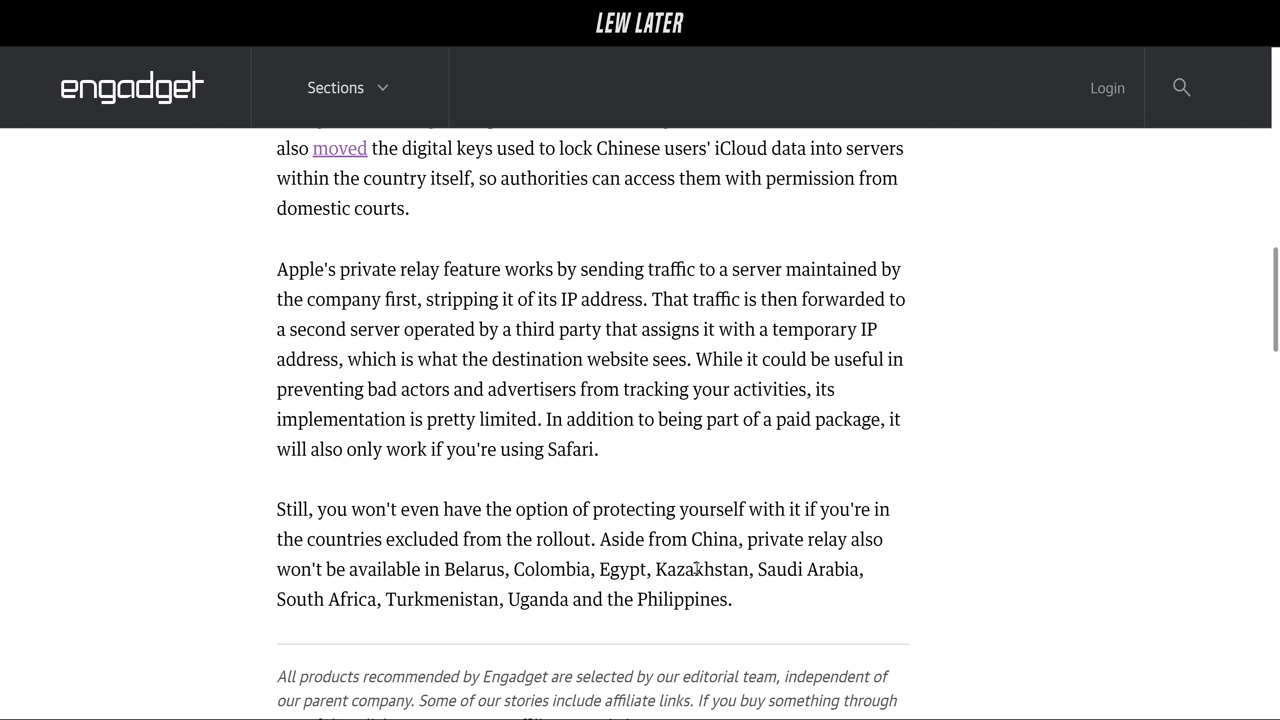 LEW LATER
engadget
Sections
Login
also moved the digital keys used to lock Chinese users' iCloud data into servers
within the country itself, so authorities can access them with permission from
domestic courts.
Apple's private relay feature works by sending traffic to a server maintained by
the company first, stripping it of its IP address. That traffic is then forwarded to
a second server operated by a third party that assigns it with a temporary IP
address, which is what the destination website sees. While it could be useful in
preventing bad actors and advertisers from tracking your activities, its
implementation is pretty limited. In addition to being part of a paid package, it
will also only work if you're using Safari.
Still, you won't even have the option of protecting yourself with it if you're in
the countries excluded from the rollout. Aside from China, private relay also
won't be available in Belarus, Colombia, Egypt, Kazakhstan, Saudi Arabia,
South Africa, Turkmenistan, Uganda and the Philippines.
All products recommended by Engadget are selected by our editorial team, independent of
our parent company. Some of our stories include affiliate links. If you buy something through